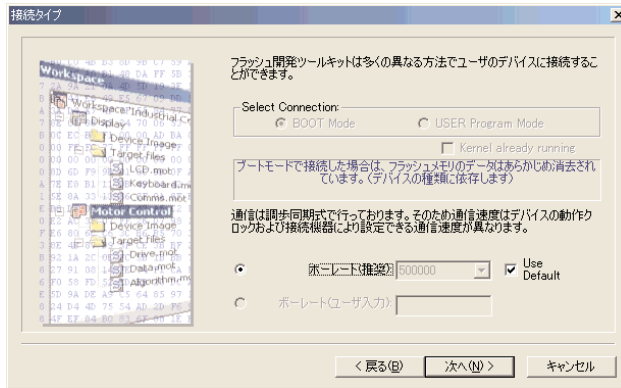 接続タイプ
Workspace
Workspace "Industrial Co
Display
Device Image
Target files
LCD.mot
Keyboard.mo
Comms.mot
Motor Control
Device Image
Target files
Drive.mot
Data.mot
Algorithm.mot
フラッシュ開発ツールキットは多くの異なる方法でユーザのデバイスに接続するこ
とができます。
Select Connection:
BOOT Mode
USER Program Mode
Kernel already running
ブートモードで接続した場合は、フラッシュメモリのデータはあらかじめ消去され
ています。(デバイスの種類に依存します)
通信は調歩同期式で行っております。そのため通信速度はデバイスの動作ク
ロックおよび接続機器により設定できる通信速度が異なります。
ボーレート(推奨): 500000
Use
Default
ボーレート(ユーザ入力):
< 戻る(B)
次へ(N) >
キャンセル